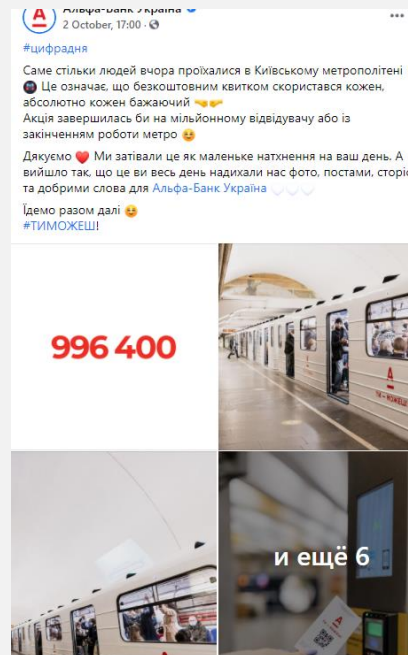 Альфа-Банк Україна
2 October, 17:00 ·
#цифрадня
Саме стільки людей вчора проїхалися в Київському метрополітені
Це означає, що безкоштовним квитком скористався кожен,
абсолютно кожен бажаючий
Акція завершилась би на мільйонному відвідувачу або із
закінченням роботи метро
Дякуємо Ми затівали це як маленьке натхнення на ваш день. А
вийшло так, що це ви весь день надихали нас фото, постами, сторіс
та добрими слова для Альфа-Банк Україна
Їдемо разом далі
#ТИМОЖЕШ!
996 400
и ещё 6